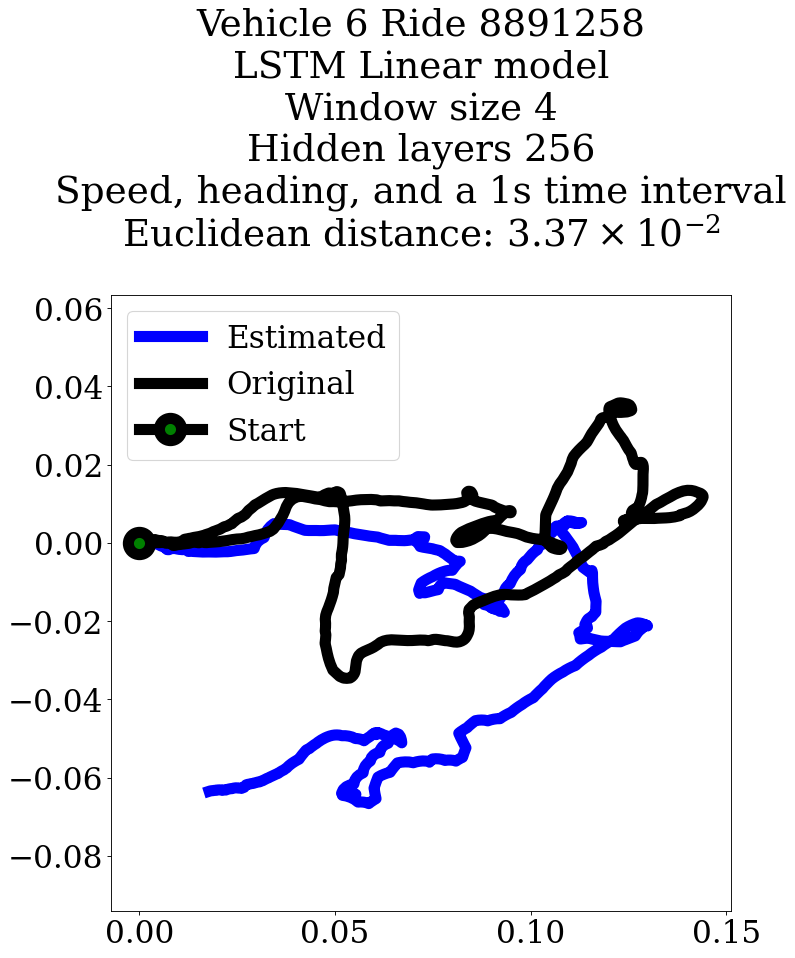 Vehicle 6 Ride 8891258
LSTM Linear model
Window size 4
Hidden layers 256
Speed, heading, and a 1s time interval
Euclidean distance: 3.37 × 10⁻²
Estimated
Original
Start
0.06
0.04
0.02
0.00
−0.02
−0.04
−0.06
−0.08
0.00 0.05 0.10 0.15